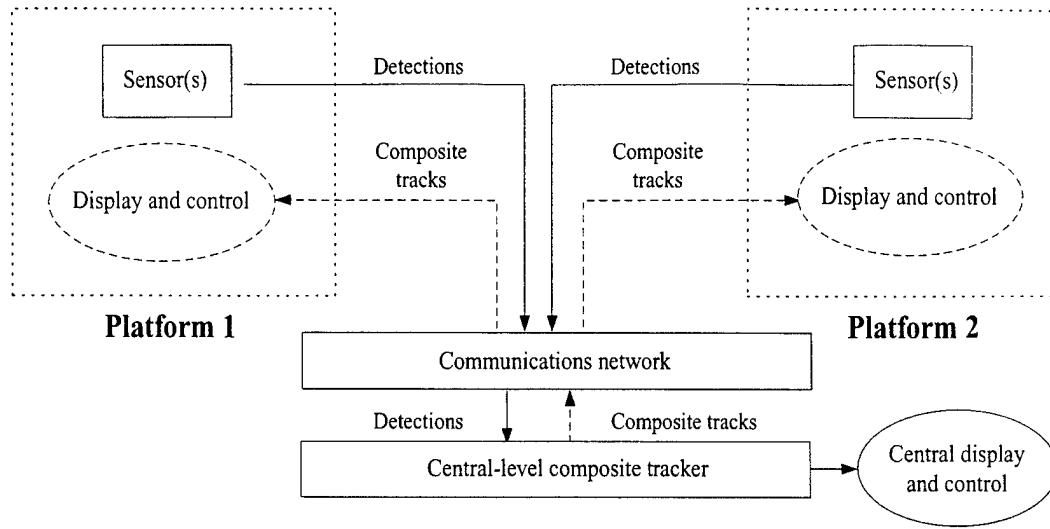 Sensor(s)
Detections
Detections
Sensor(s)
Composite
tracks
Composite
tracks
Display and control
Display and control
Platform 1
Platform 2
Communications network
Detections
Composite tracks
Central-level composite tracker
Central display
and control